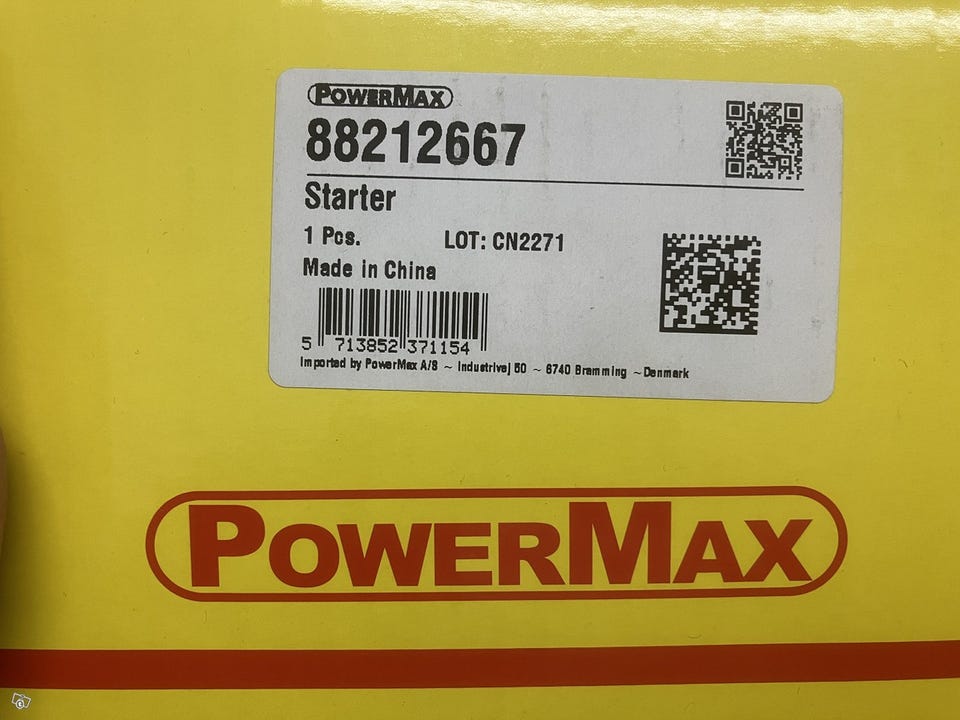 POWERMAX
88212667
Starter
1 Pcs. LOT: CN2271
Made in China
5 713852 371154
Imported by PowerMax A/S ~ Industrivej 50 ~ 6740 Bramming ~Denmark
POWERMAX